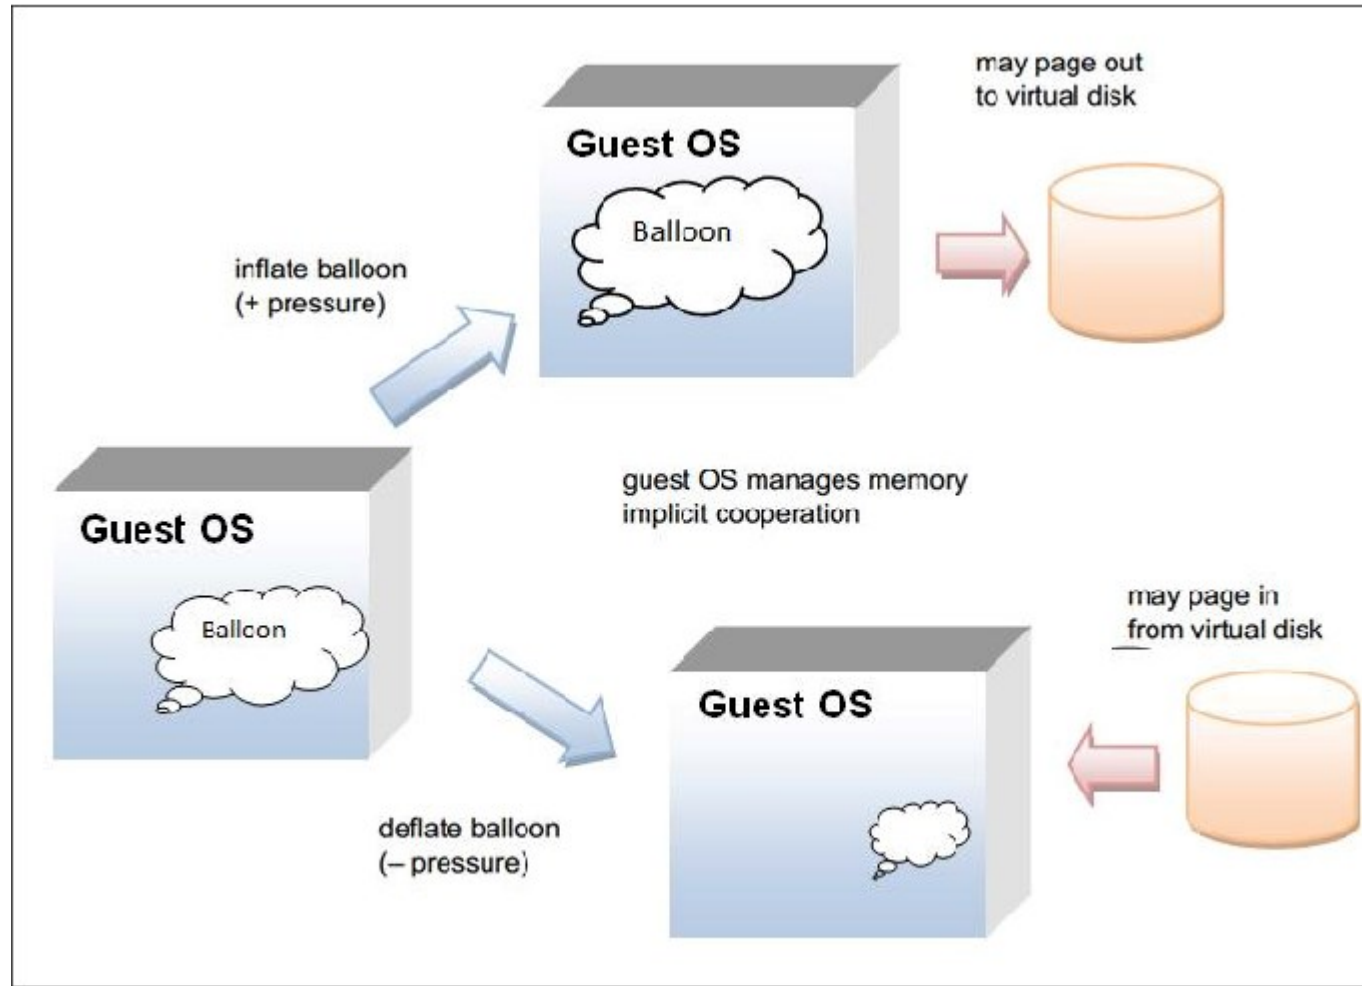 may page out
to virtual disk
Guest OS
Balloon
inflate balloon
(+ pressure)
guest OS manages memory
implicit cooperation
Guest OS
Balloon
may page in
from virtual disk
Guest OS
deflate balloon
(– pressure)